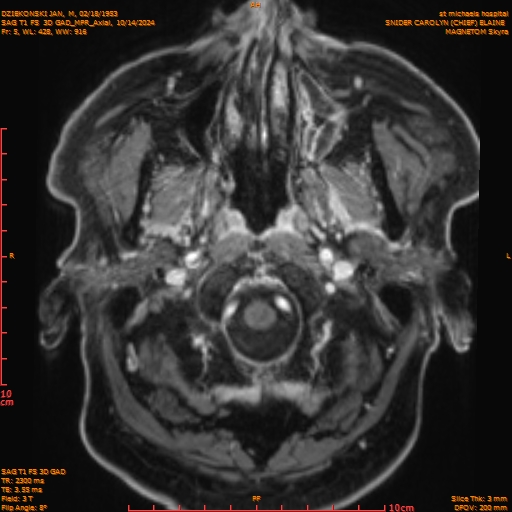 DZIEKONSKI JAN, M, 02/18/1953
SAG T1 FS 3D GAD_MPR_Axial, 10/14/2024
Fr: 5, WL: 428, WW: 916
AH
st michaels hospital
SNIDER CAROLYN (CHIEF) ELAINE
MAGNETOM Skyra
R
L
10
cm
SAG T1 FS 3D GAD
TR: 2300 ms
TE: 3.55 ms
Field: 3 T
Flip Angle: 8°
PF
10cm
Slice Thk: 3 mm
DFOV: 200 mm